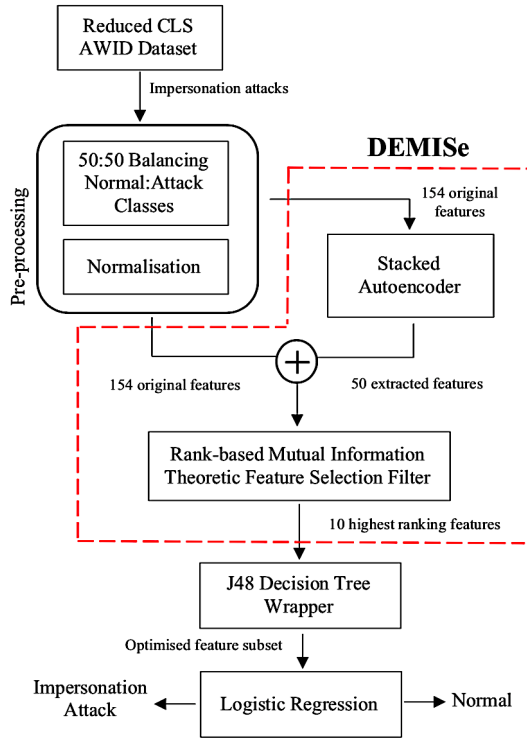 Reduced CLS
AWID Dataset
Impersonation attacks
DEMISe
Pre-processing
50:50 Balancing
Normal:Attack
Classes
Normalisation
154 original
features
Stacked
Autoencoder
154 original features
50 extracted features
Rank-based Mutual Information
Theoretic Feature Selection Filter
10 highest ranking features
J48 Decision Tree
Wrapper
Optimised feature subset
Impersonation
Attack
Logistic Regression
Normal